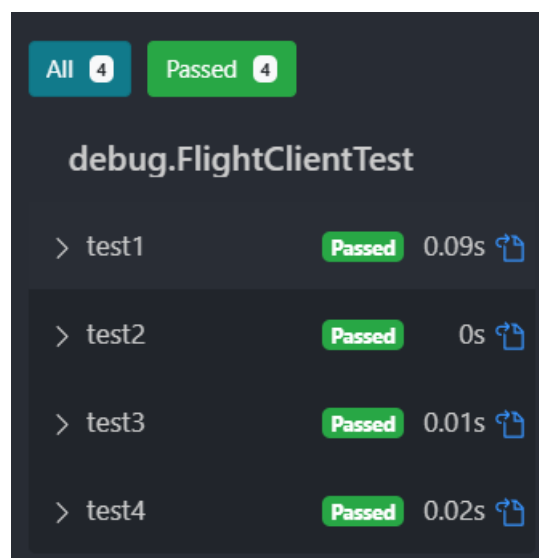 All 4 Passed 4
debug.FlightClientTest
test1 Passed 0.09s
test2 Passed 0s
test3 Passed 0.01s
test4 Passed 0.02s